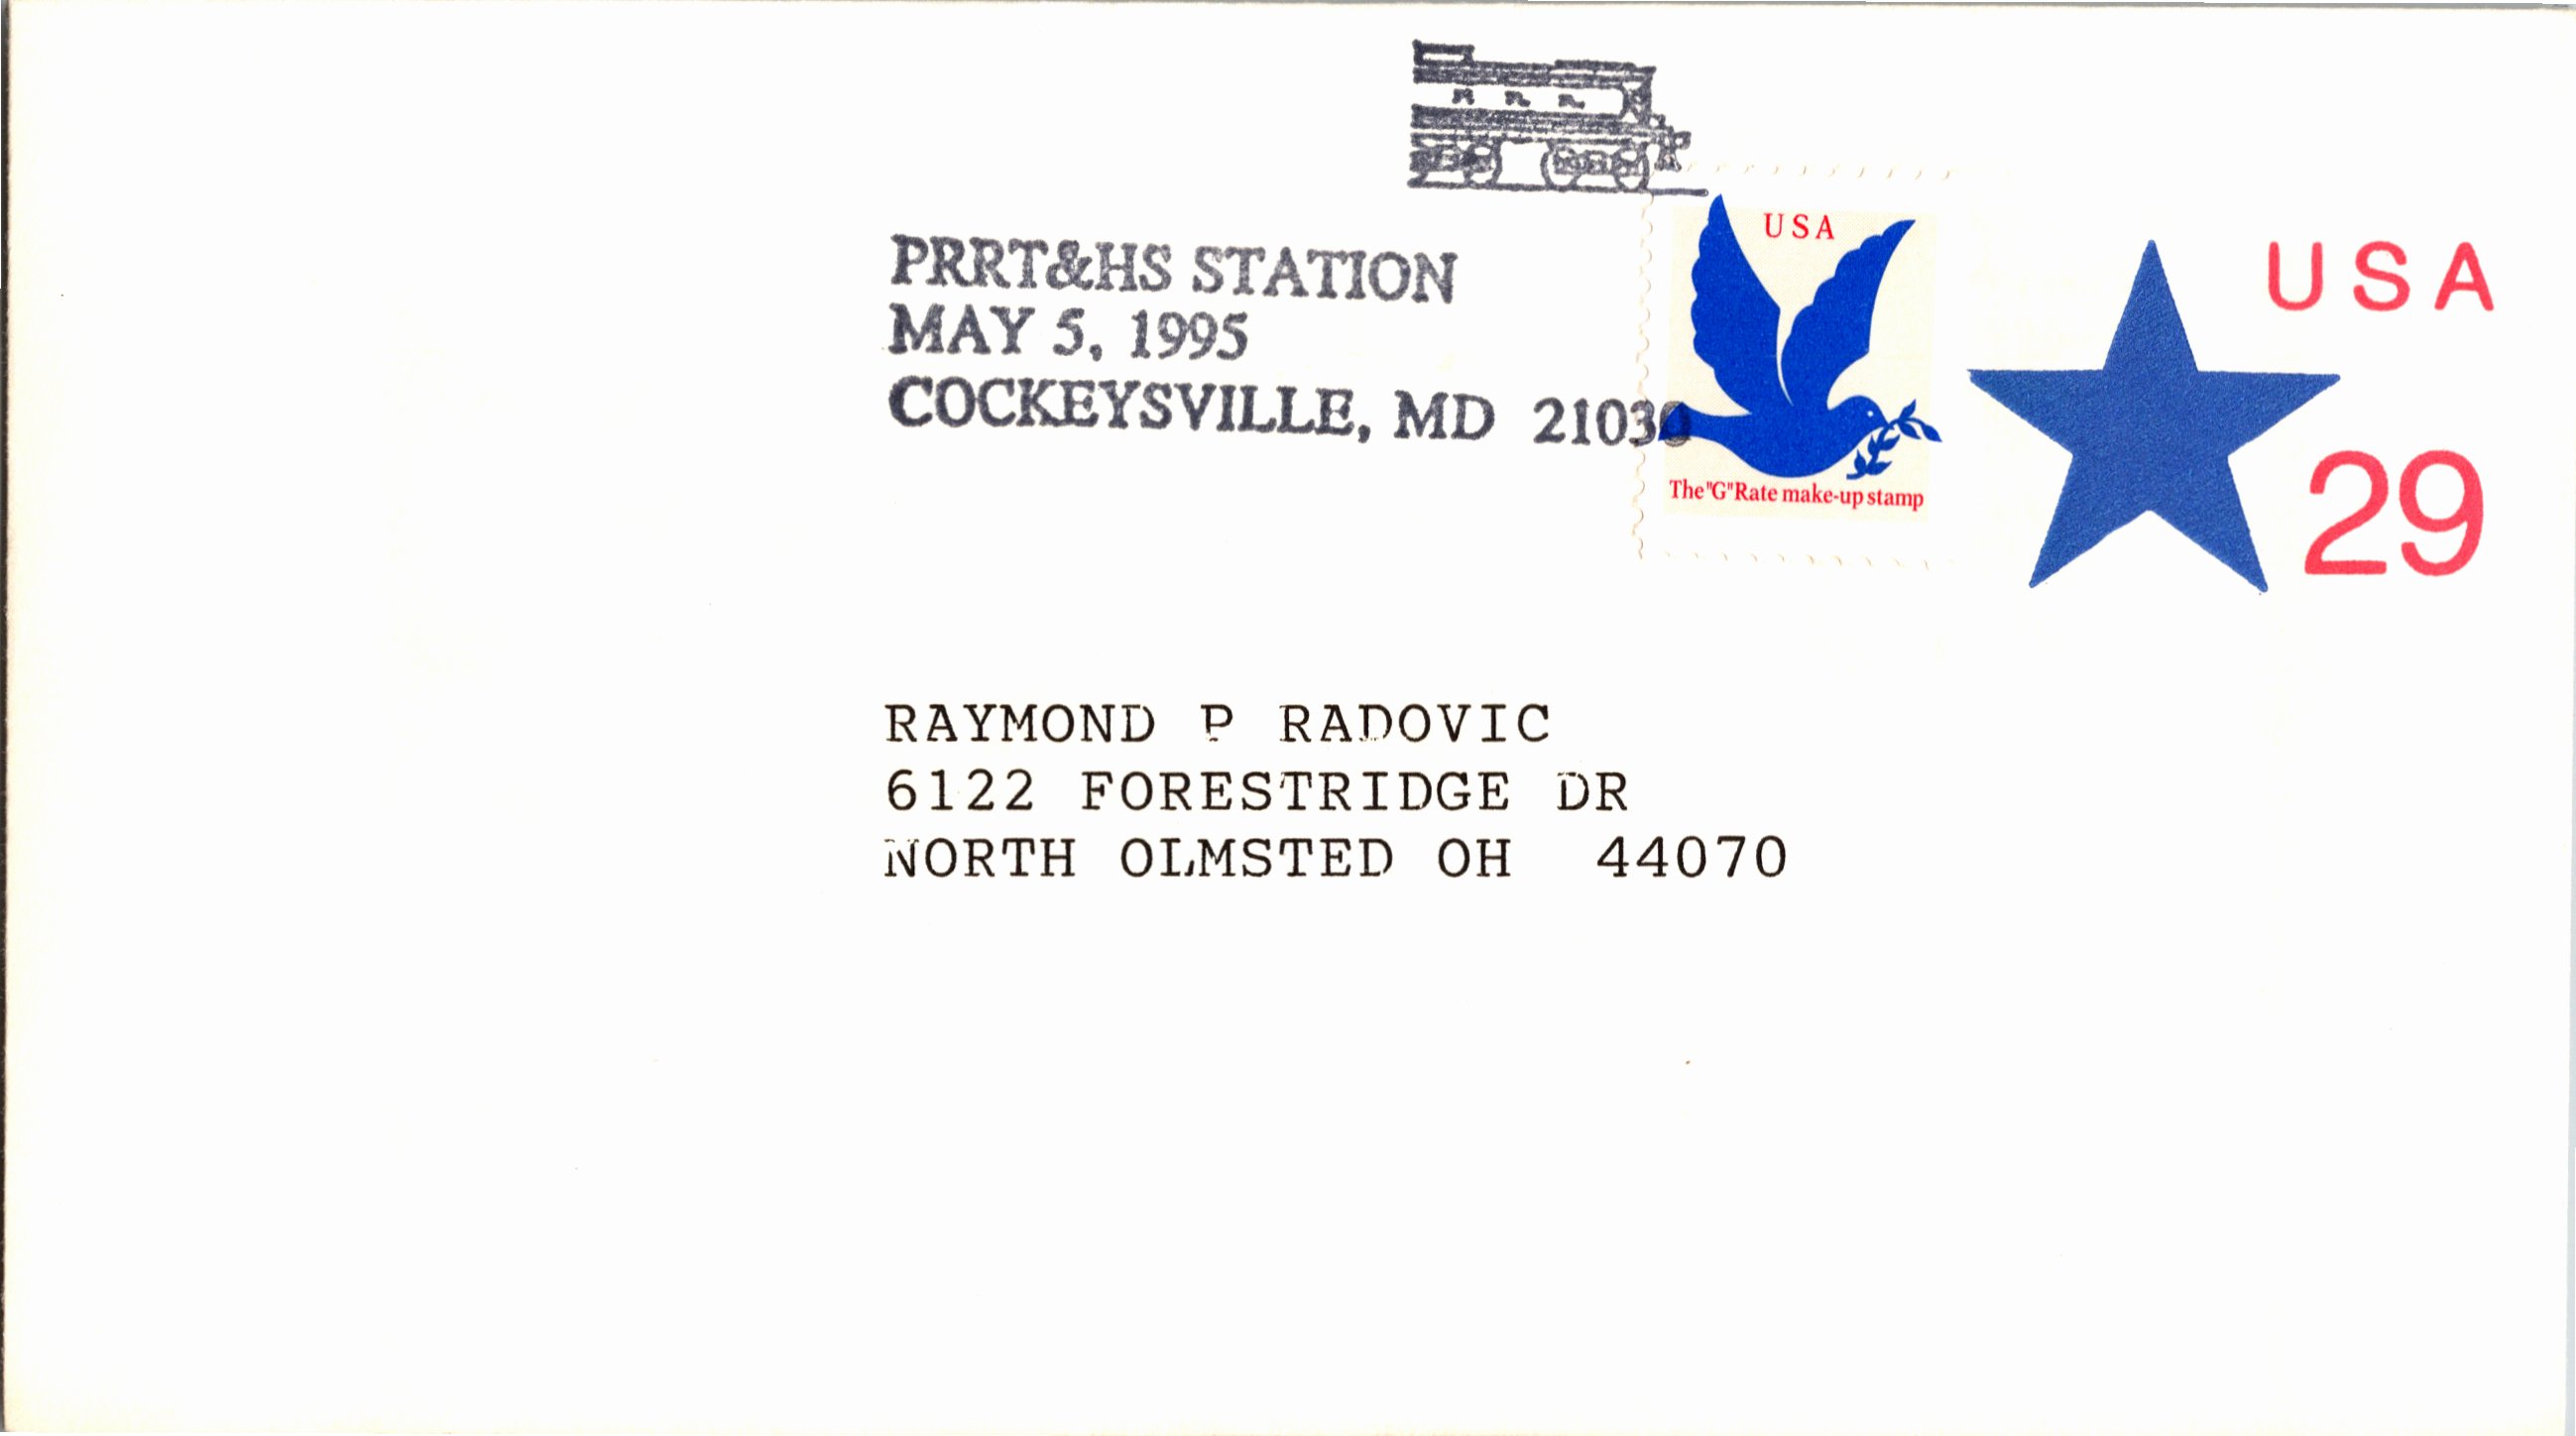 PRRT&HS STATION
MAY 5, 1995
COCKEYSVILLE, MD 21030
USA
The "G" Rate make-up stamp
USA
29
RAYMOND P RADOVIC
6122 FORESTRIDGE DR
NORTH OLMSTED OH 44070